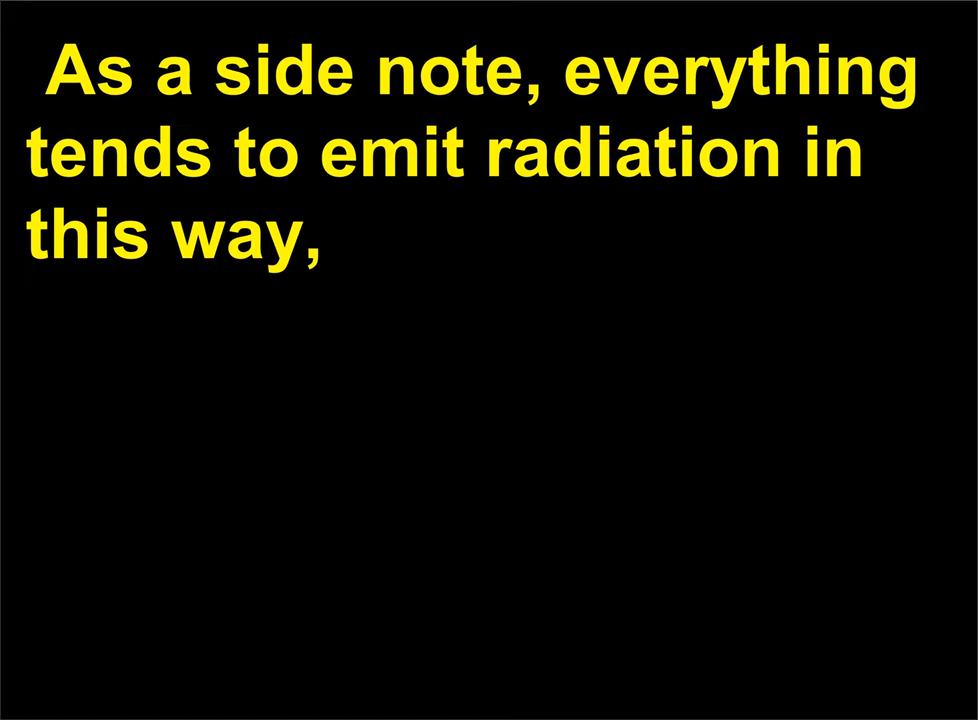 As a side note, everything
tends to emit radiation in
this way,